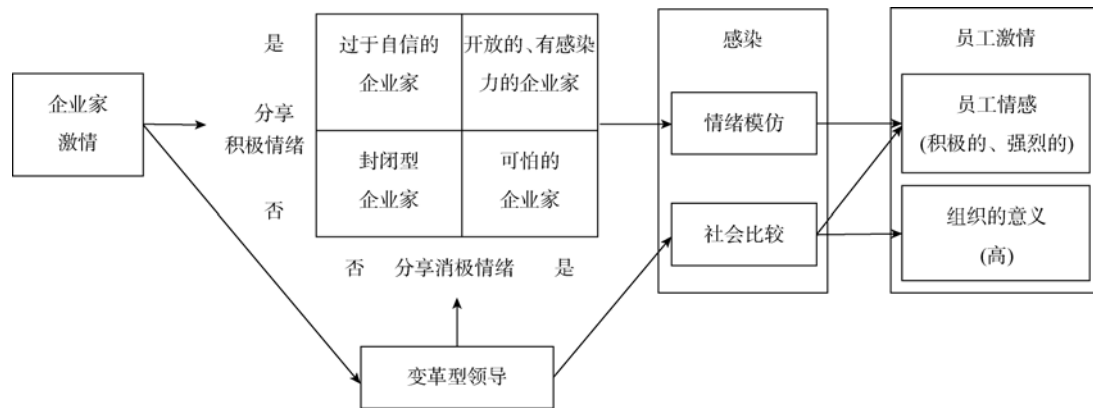 企业家
激情
是
分享
积极情绪
否
过于自信的
企业家
开放的、有感染
力的企业家
封闭型
企业家
可怕的
企业家
否 分享消极情绪 是
变革型领导
感染
情绪模仿
社会比较
员工激情
员工情感
(积极的、强烈的)
组织的意义
(高)